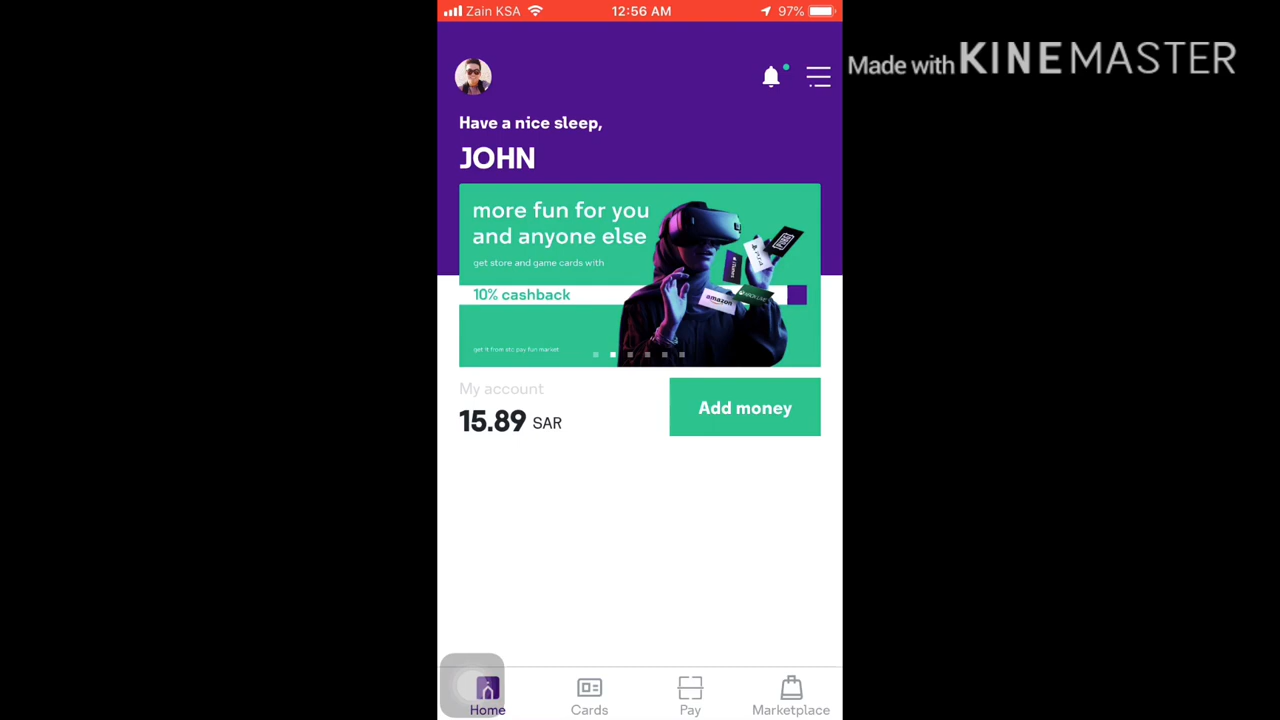 Zain KSA 12:56 AM 97%
Made with KINEMASTER
Have a nice sleep,
JOHN
more fun for you
and anyone else
get store and game cards with
10% cashback
PUBG
iTunes
amazon
get it from stc pay fun market
My account
15.89 SAR
Add money
Home Cards Pay Marketplace